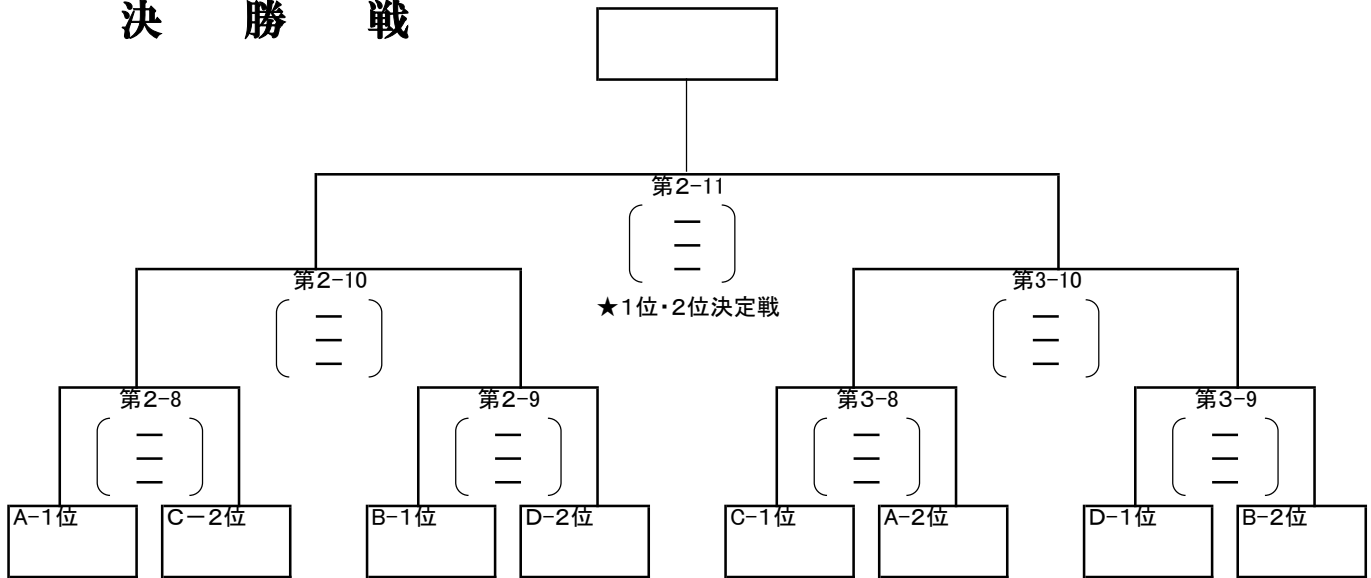 決 勝 戦
第2-11
第2-10
第3-10
★1位・2位決定戦
第2-8
第2-9
第3-8
第3-9
A-1位
C-2位
B-1位
D-2位
C-1位
A-2位
D-1位
B-2位